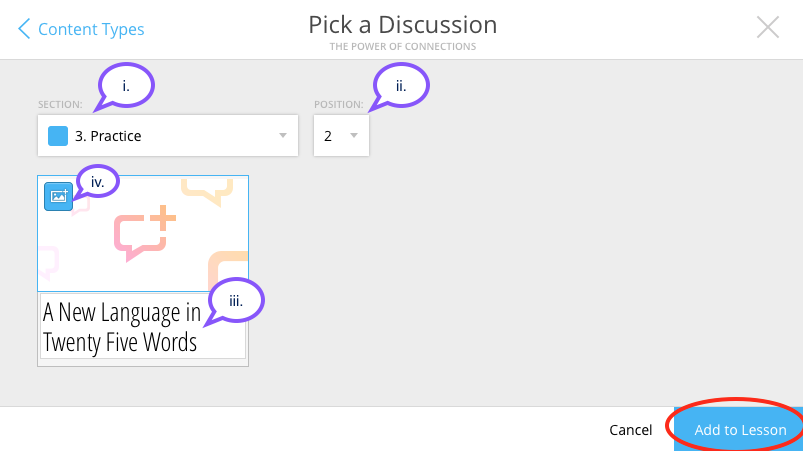 Content Types
Pick a Discussion
THE POWER OF CONNECTIONS
i.
ii.
SECTION:
POSITION:
3. Practice
2
iv.
iii.
A New Language in
Twenty Five Words
Cancel
Add to Lesson